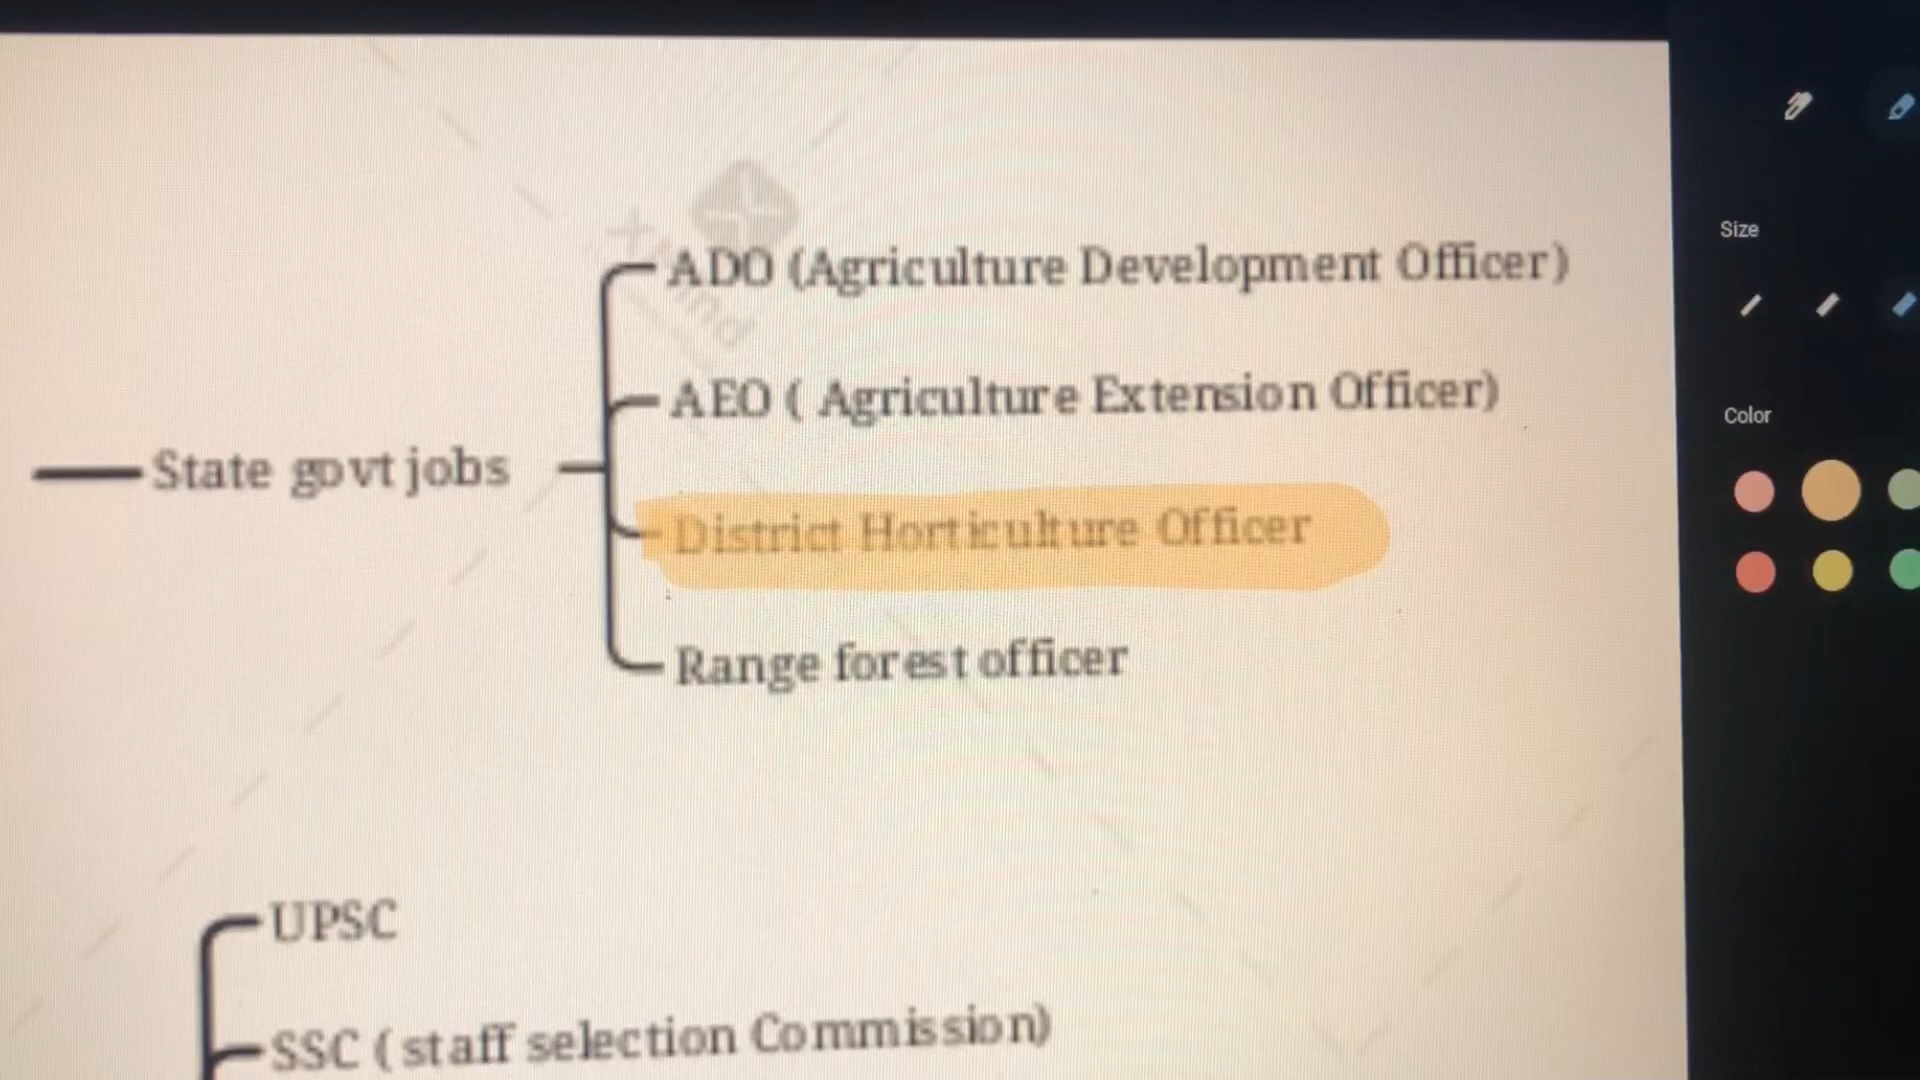 ADO (Agriculture Development Officer)
AEO ( Agriculture Extension Officer)
State govt jobs
District Horticulture Officer
Range forest officer
UPSC
SSC ( staff selection Commission)
Size
Color